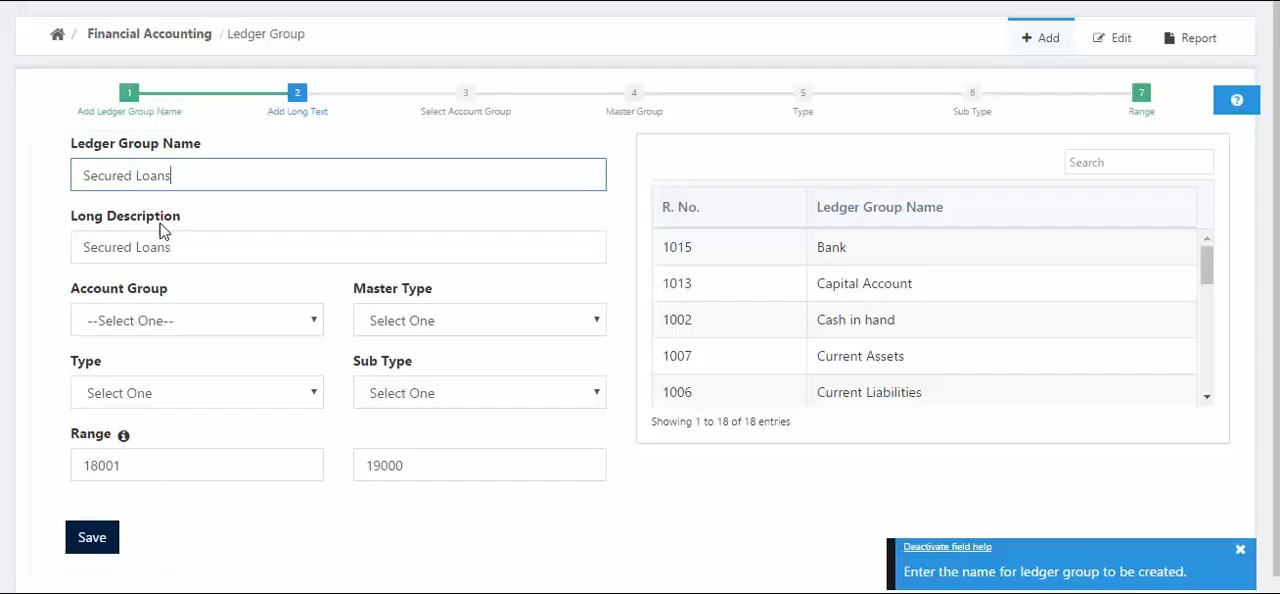 / Financial Accounting / Ledger Group
+ Add
Edit
Report
1 2 3 4 5 6 7
Add Ledger Group Name Add Long Text Select Account Group Master Group Type Sub Type Range
?
Ledger Group Name
Secured Loans
Long Description
Secured Loans
Account Group Master Type
--Select One-- Select One
Type Sub Type
Select One Select One
Range i
18001 19000
Save
Search
R. No. Ledger Group Name
1015 Bank
1013 Capital Account
1002 Cash in hand
1007 Current Assets
1006 Current Liabilities
Showing 1 to 18 of 18 entries
Deactivate field help
Enter the name for ledger group to be created.